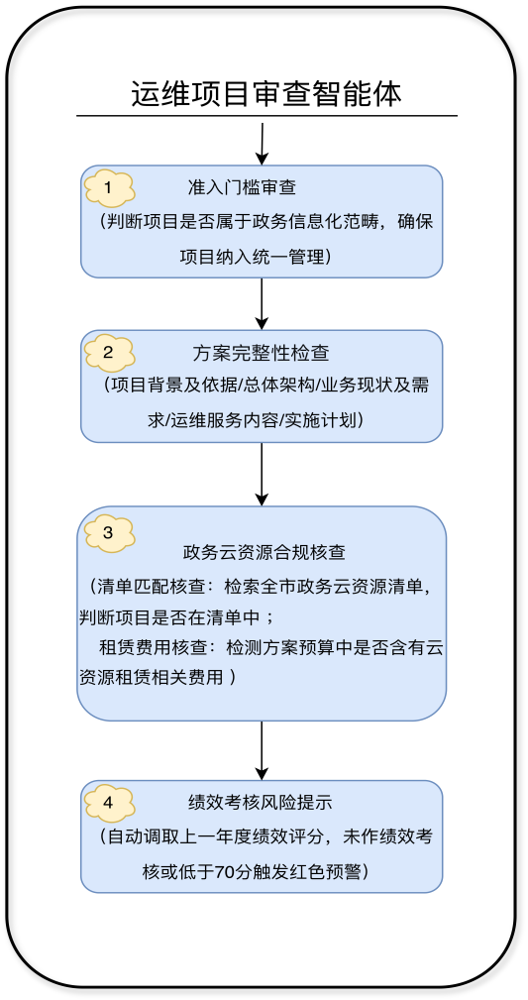 运维项目审查智能体
1
准入门槛审查
（判断项目是否属于政务信息化范畴，确保
项目纳入统一管理）
2
方案完整性检查
（项目背景及依据/总体架构/业务现状及需
求/运维服务内容/实施计划）
3
政务云资源合规核查
（清单匹配核查：检索全市政务云资源清单，
判断项目是否在清单中；
租赁费用核查：检测方案预算中是否含有云
资源租赁相关费用 ）
4
绩效考核风险提示
（自动调取上一年度绩效评分，未作绩效考
核或低于70分触发红色预警）